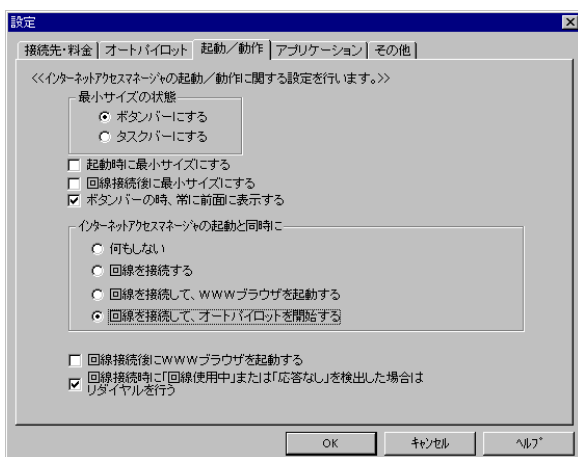 設定
接続先・料金 オートパイロット 起動／動作 アプリケーション その他
<<インターネットアクセスマネージャの起動／動作に関する設定を行います。>>
最小サイズの状態
ボタンバーにする
タスクバーにする
起動時に最小サイズにする
回線接続後に最小サイズにする
ボタンバーの時、常に前面に表示する
インターネットアクセスマネージャの起動と同時に
何もしない
回線を接続する
回線を接続して、WWWブラウザを起動する
回線を接続して、オートパイロットを開始する
回線接続後にWWWブラウザを起動する
回線接続時に「回線使用中」または「応答なし」を検出した場合は
リダイヤルを行う
OK キャンセル ヘルプ